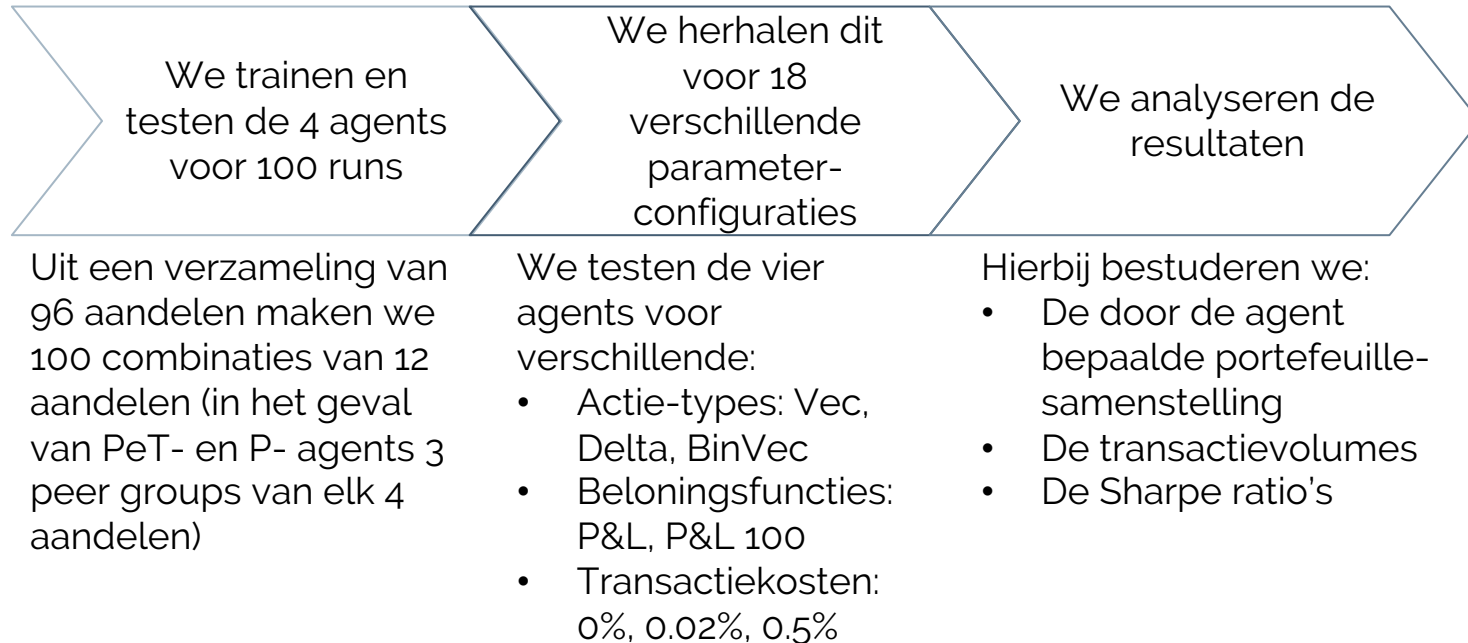 We trainen en
testen de 4 agents
voor 100 runs
We herhalen dit
voor 18
verschillende
parameter-
configuraties
We analyseren de
resultaten
Uit een verzameling van
96 aandelen maken we
100 combinaties van 12
aandelen (in het geval
van PeT- en P- agents 3
peer groups van elk 4
aandelen)
We testen de vier
agents voor
verschillende:
• Actie-types: Vec,
Delta, BinVec
• Beloningsfuncties:
P&L, P&L 100
• Transactiekosten:
0%, 0.02%, 0.5%
Hierbij bestuderen we:
• De door de agent
bepaalde portefeuille-
samenstelling
• De transactievolumes
• De Sharpe ratio's